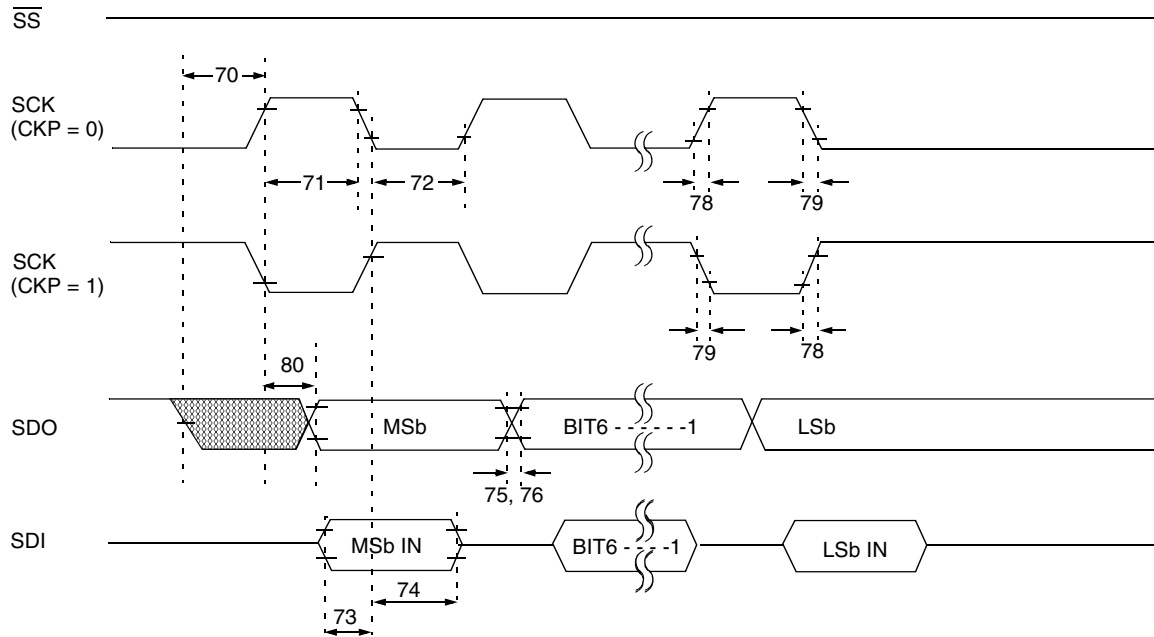 SS
70
SCK
(CKP = 0)
71
72
78
79
SCK
(CKP = 1)
79
78
80
SDO
MSb
BIT6 - - - - - -1
LSb
75, 76
SDI
MSb IN
BIT6 - - - - -1
LSb IN
74
73